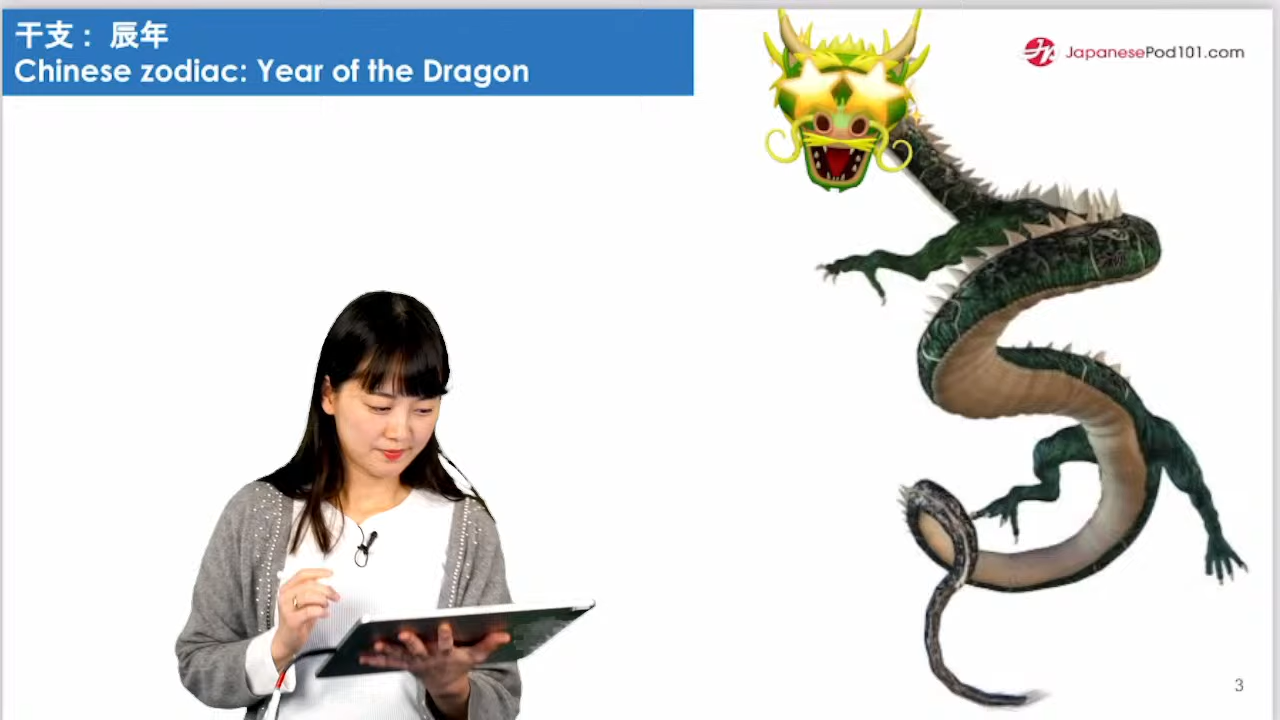 干支： 辰年
Chinese zodiac: Year of the Dragon
JapanesePod101.com
3